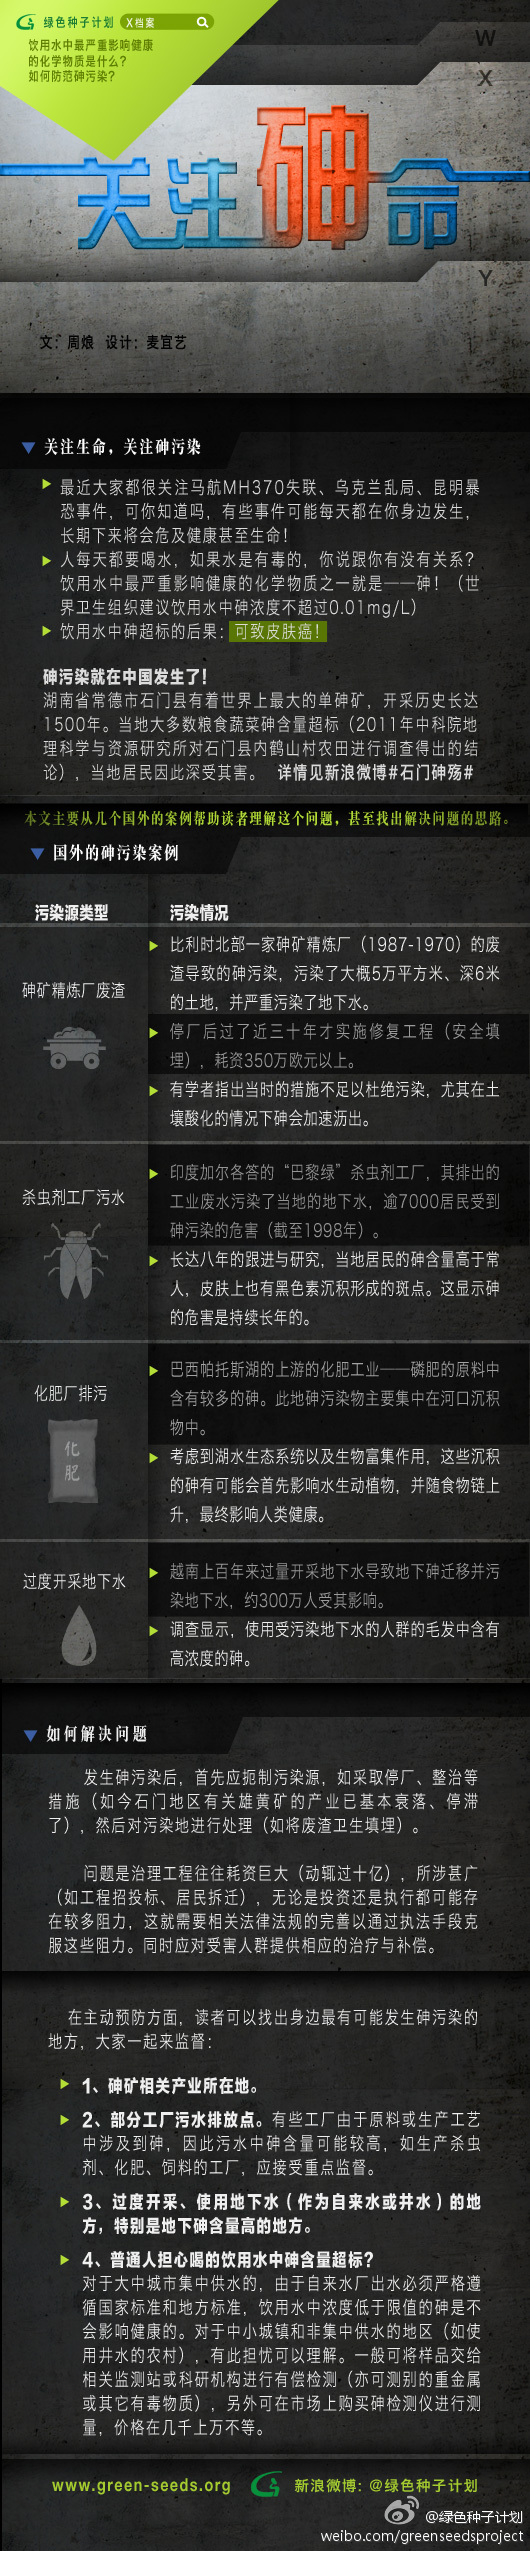 绿色种子计划 X档案
饮用水中最严重影响健康
的化学物质是什么?
如何防范砷污染?
W
X
关注砷命
Y
文：周烺 设计：麦宜艺
关注生命，关注砷污染
最近大家都很关注马航MH370失联、乌克兰乱局、昆明暴
恐事件，可你知道吗，有些事件可能每天都在你身边发生，
长期下来将会危及健康甚至生命！
人每天都要喝水，如果水是有毒的，你说跟你有没有关系？
饮用水中最严重影响健康的化学物质之一就是——砷！（世
界卫生组织建议饮用水中砷浓度不超过0.01mg/L）
饮用水中砷超标的后果：可致皮肤癌！
砷污染就在中国发生了！
湖南省常德市石门县有着世界上最大的单砷矿，开采历史长达
1500年。当地大多数粮食蔬菜砷含量超标（2011年中科院地
理科学与资源研究所对石门县内鹤山村农田进行调查得出的结
论），当地居民因此深受其害。 详情见新浪微博#石门砷殇#
本文主要从几个国外的案例帮助读者理解这个问题，甚至找出解决问题的思路。
国外的砷污染案例
污染源类型 污染情况
砷矿精炼厂废渣
比利时北部一家砷矿精炼厂（1987-1970）的废
渣导致的砷污染，污染了大概5万平方米、深6米
的土地，并严重污染了地下水。
停厂后过了近三十年才实施修复工程（安全填
埋），耗资350万欧元以上。
有学者指出当时的措施不足以杜绝污染，尤其在土
壤酸化的情况下砷会加速沥出。
杀虫剂工厂污水
印度加尔各答的“巴黎绿”杀虫剂工厂，其排出的
工业废水污染了当地的地下水，逾7000居民受到
砷污染的危害（截至1998年）。
长达八年的跟进与研究，当地居民的砷含量高于常
人，皮肤上也有黑色素沉积形成的斑点。这显示砷
的危害是持续长年的。
化肥厂排污
化
肥
巴西帕托斯湖的上游的化肥工业——磷肥的原料中
含有较多的砷。此地砷污染物主要集中在河口沉积
物中。
考虑到湖水生态系统以及生物富集作用，这些沉积
的砷有可能会首先影响水生动植物，并随食物链上
升，最终影响人类健康。
过度开采地下水
越南上百年来过量开采地下水导致地下砷迁移并污
染地下水，约300万人受其影响。
调查显示，使用受污染地下水的人群的毛发中含有
高浓度的砷。
如何解决问题
发生砷污染后，首先应扼制污染源，如采取停厂、整治等
措施（如今石门地区有关雄黄矿的产业已基本衰落、停滞
了），然后对污染地进行处理（如将废渣卫生填埋）。
问题是治理工程往往耗资巨大（动辄过十亿），所涉甚广
（如工程招投标、居民拆迁），无论是投资还是执行都可能存
在较多阻力，这就需要相关法律法规的完善以通过执法手段克
服这些阻力。同时应对受害人群提供相应的治疗与补偿。
在主动预防方面，读者可以找出身边最有可能发生砷污染的
地方，大家一起来监督：
1、砷矿相关产业所在地。
2、部分工厂污水排放点。有些工厂由于原料或生产工艺
中涉及到砷，因此污水中砷含量可能较高，如生产杀虫
剂、化肥、饲料的工厂，应接受重点监督。
3、过度开采、使用地下水（作为自来水或井水）的地
方，特别是地下砷含量高的地方。
4、普通人担心喝的饮用水中砷含量超标？
对于大中城市集中供水的，由于自来水厂出水必须严格遵
循国家标准和地方标准，饮用水中浓度低于限值的砷是不
会影响健康的。对于中小城镇和非集中供水的地区（如使
用井水的农村），有此担忧可以理解。一般可将样品交给
相关监测站或科研机构进行有偿检测（亦可测别的重金属
或其它有毒物质），另外可在市场上购买砷检测仪进行测
量，价格在几千上万不等。
www.green-seeds.org 新浪微博：@绿色种子计划
@绿色种子计划
weibo.com/greenseedsproject